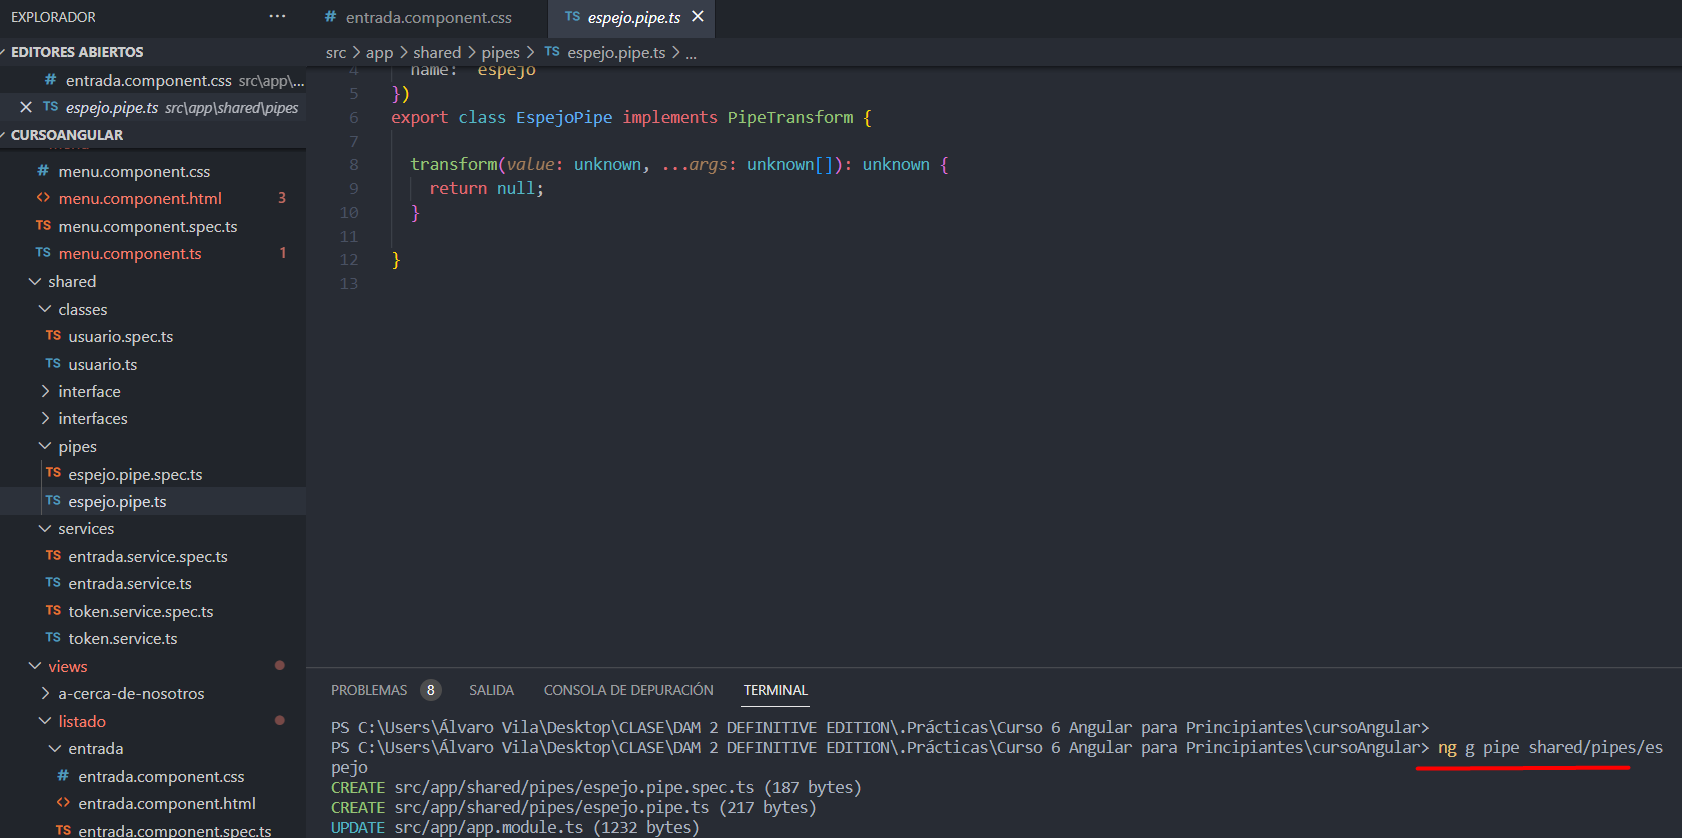 EXPLORADOR ...
EDITORES ABIERTOS
# entrada.component.css src\app\...
TS espejo.pipe.ts src\app\shared\pipes
CURSOANGULAR
menu
# menu.component.css
<> menu.component.html 3
TS menu.component.spec.ts
TS menu.component.ts 1
shared
classes
TS usuario.spec.ts
TS usuario.ts
interface
interfaces
pipes
TS espejo.pipe.spec.ts
TS espejo.pipe.ts
services
TS entrada.service.spec.ts
TS entrada.service.ts
TS token.service.spec.ts
TS token.service.ts
views
a-cerca-de-nosotros
listado
entrada
# entrada.component.css
<> entrada.component.html
TS entrada.component.spec.ts
# entrada.component.css TS espejo.pipe.ts
src > app > shared > pipes > TS espejo.pipe.ts > ...
4 name: 'espejo'
5 })
6 export class EspejoPipe implements PipeTransform {
7
8 transform(value: unknown, ...args: unknown[]): unknown {
9 return null;
10 }
11
12 }
13
PROBLEMAS 8 SALIDA CONSOLA DE DEPURACIÓN TERMINAL
PS C:\Users\Álvaro Vila\Desktop\CLASE\DAM 2 DEFINITIVE EDITION\.Prácticas\Curso 6 Angular para Principiantes\cursoAngular>
PS C:\Users\Álvaro Vila\Desktop\CLASE\DAM 2 DEFINITIVE EDITION\.Prácticas\Curso 6 Angular para Principiantes\cursoAngular> ng g pipe shared/pipes/es
pejo
CREATE src/app/shared/pipes/espejo.pipe.spec.ts (187 bytes)
CREATE src/app/shared/pipes/espejo.pipe.ts (217 bytes)
UPDATE src/app/app.module.ts (1232 bytes)